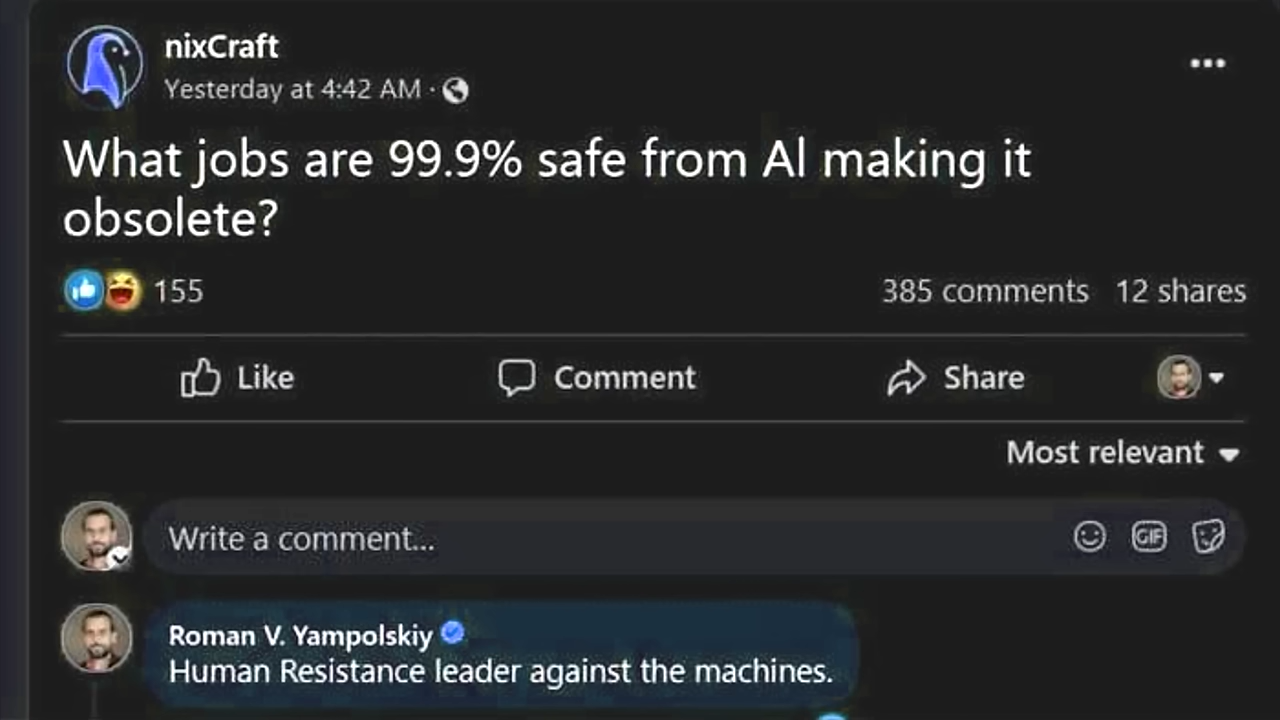 nixCraft
Yesterday at 4:42 AM ·
What jobs are 99.9% safe from Al making it
obsolete?
155
385 comments 12 shares
Like Comment Share
Most relevant
Write a comment...
GIF
Roman V. Yampolskiy
Human Resistance leader against the machines.